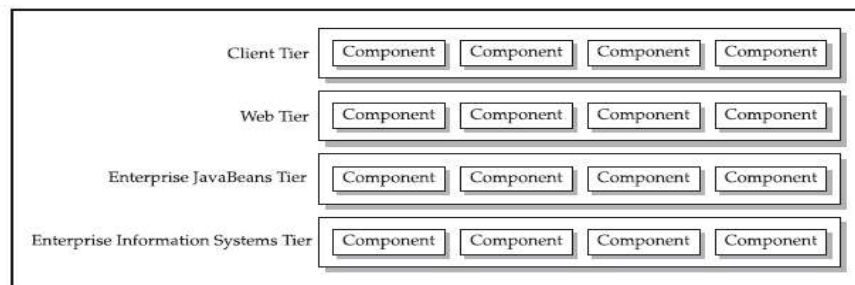 Client Tier Component Component Component Component
Web Tier Component Component Component Component
Enterprise JavaBeans Tier Component Component Component Component
Enterprise Information Systems Tier Component Component Component Component